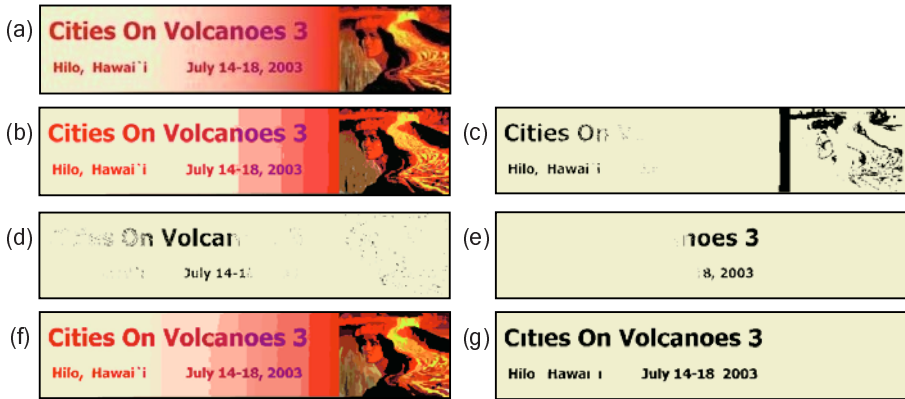 (a)
Cities On Volcanoes 3
Hilo, Hawai`i July 14-18, 2003
(b)
Cities On Volcanoes 3
Hilo, Hawai`i July 14-18, 2003
(c)
Cities On V
Hilo, Hawai`i
(d)
On Volcan
July 14-1
(e)
noes 3
8, 2003
(f)
Cities On Volcanoes 3
Hilo, Hawai`i July 14-18, 2003
(g)
Cıtıes On Volcanoes 3
Hilo Hawaı ı July 14-18 2003